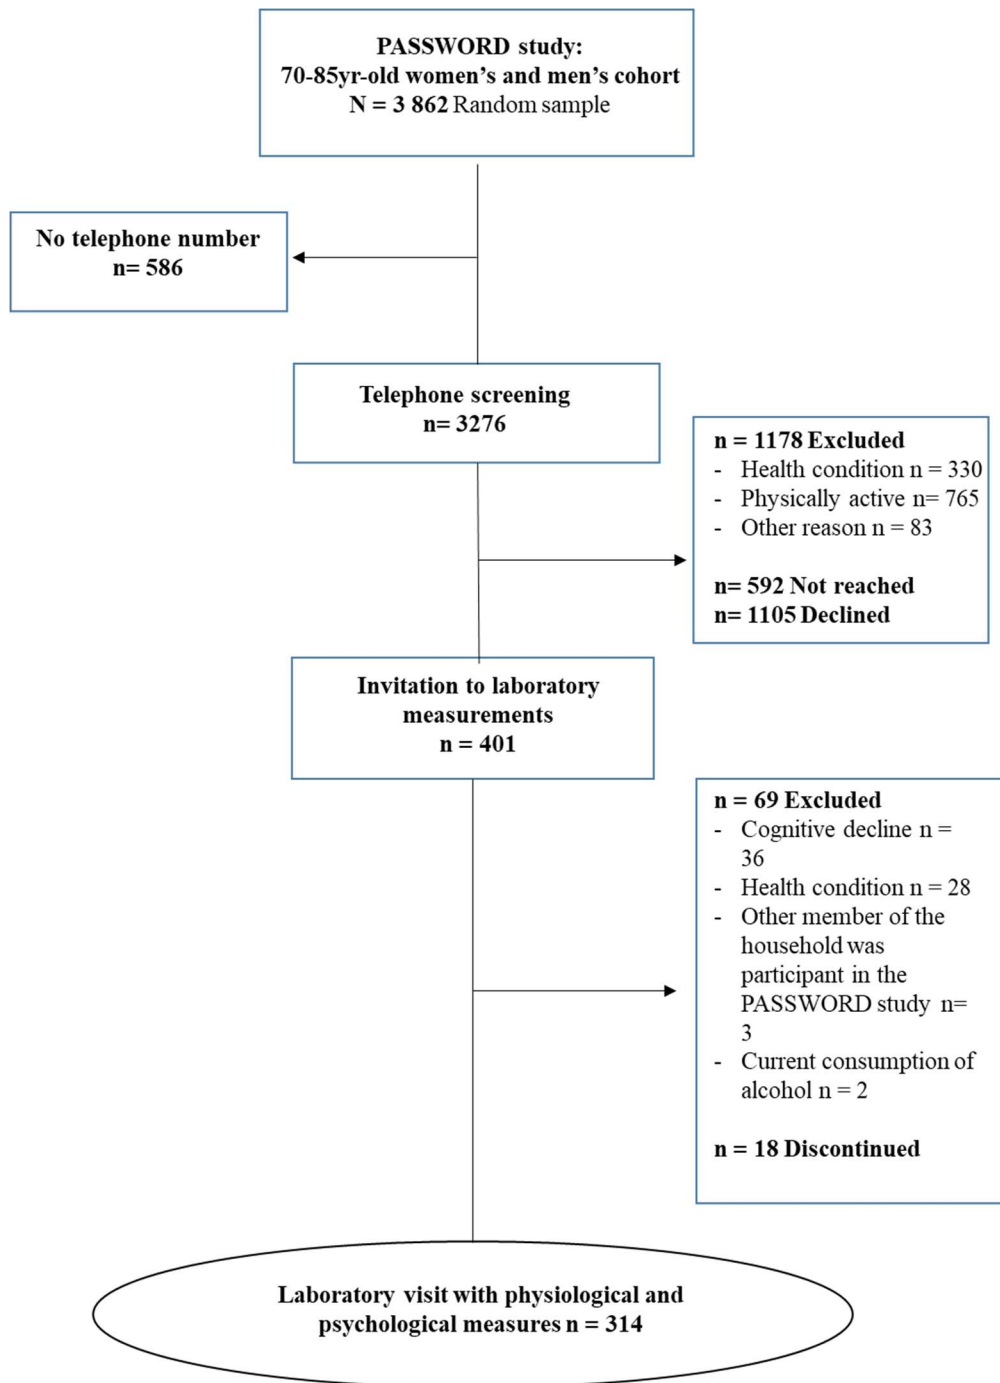 PASSWORD study:
70-85yr-old women’s and men’s cohort
N = 3 862 Random sample
No telephone number
n= 586
Telephone screening
n= 3276
n = 1178 Excluded
- Health condition n = 330
- Physically active n= 765
- Other reason n = 83
n= 592 Not reached
n= 1105 Declined
Invitation to laboratory
measurements
n = 401
n = 69 Excluded
- Cognitive decline n =
36
- Health condition n = 28
- Other member of the
household was
participant in the
PASSWORD study n=
3
- Current consumption of
alcohol n = 2
n = 18 Discontinued
Laboratory visit with physiological and
psychological measures n = 314